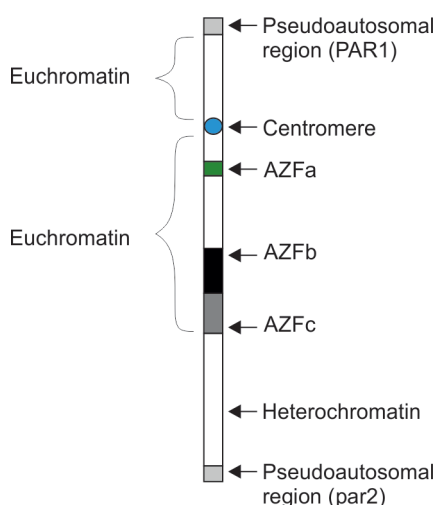 Pseudoautosomal
region (PAR1)
Euchromatin
Centromere
AZFa
Euchromatin
AZFb
AZFc
Heterochromatin
Pseudoautosomal
region (par2)